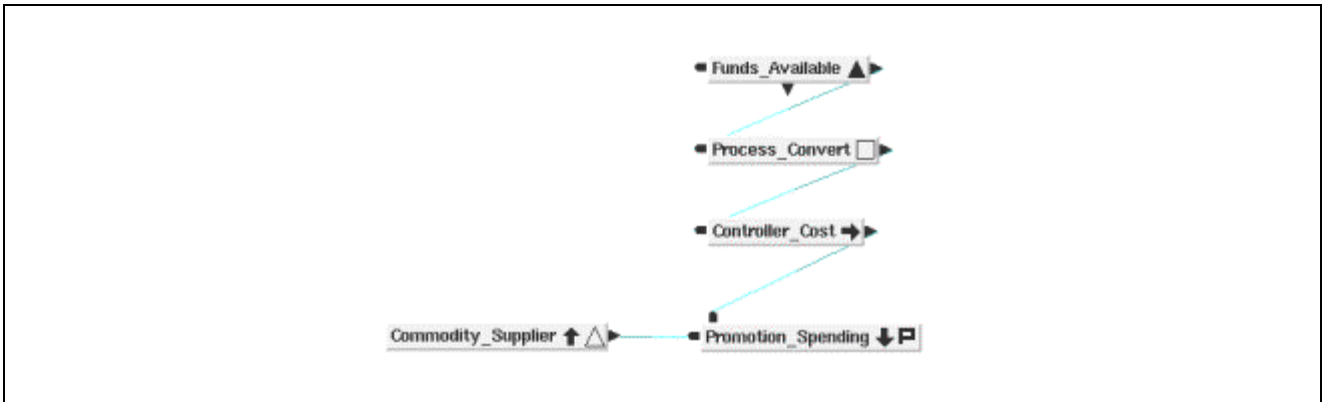 Funds_Available
Process_Convert
Controller_Cost
Commodity_Supplier
Promotion_Spending